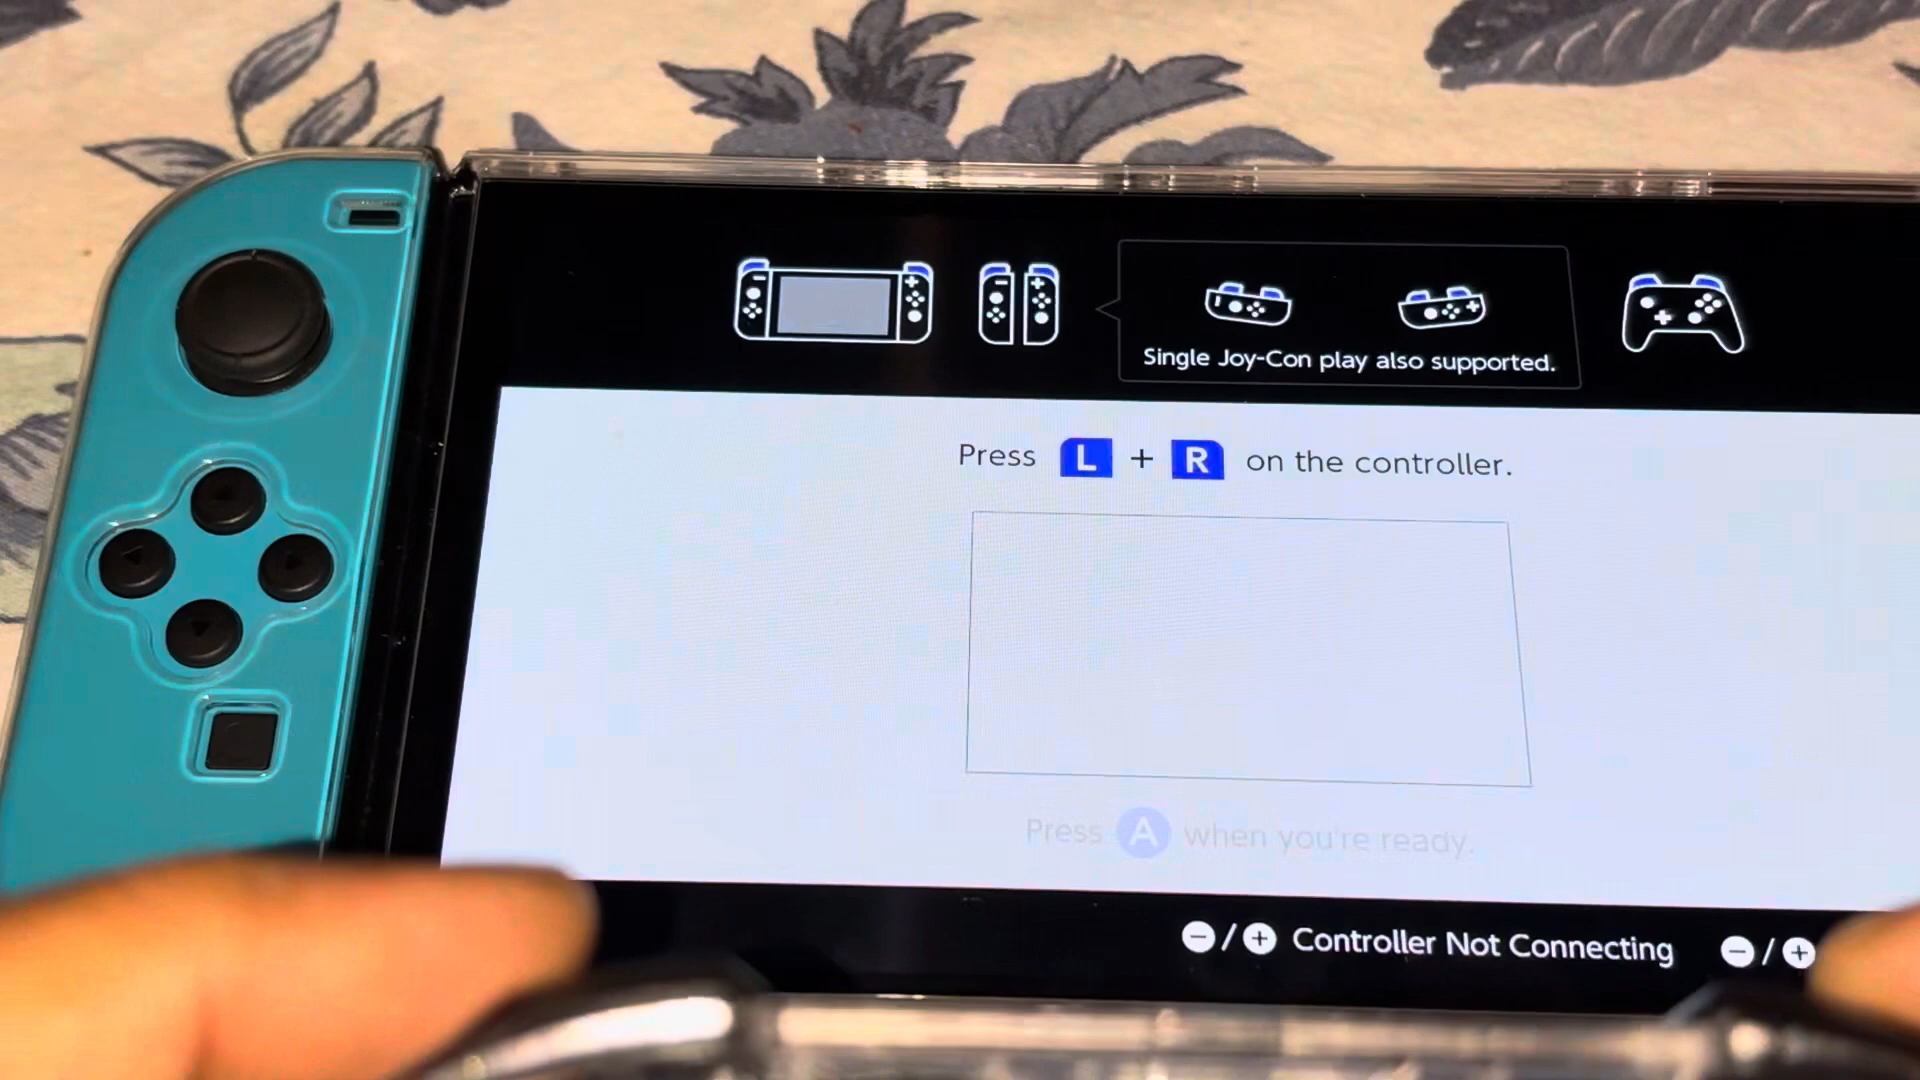 Single Joy-Con play also supported.
Press L + R on the controller.
Press A when you're ready.
−/+ Controller Not Connecting −/+